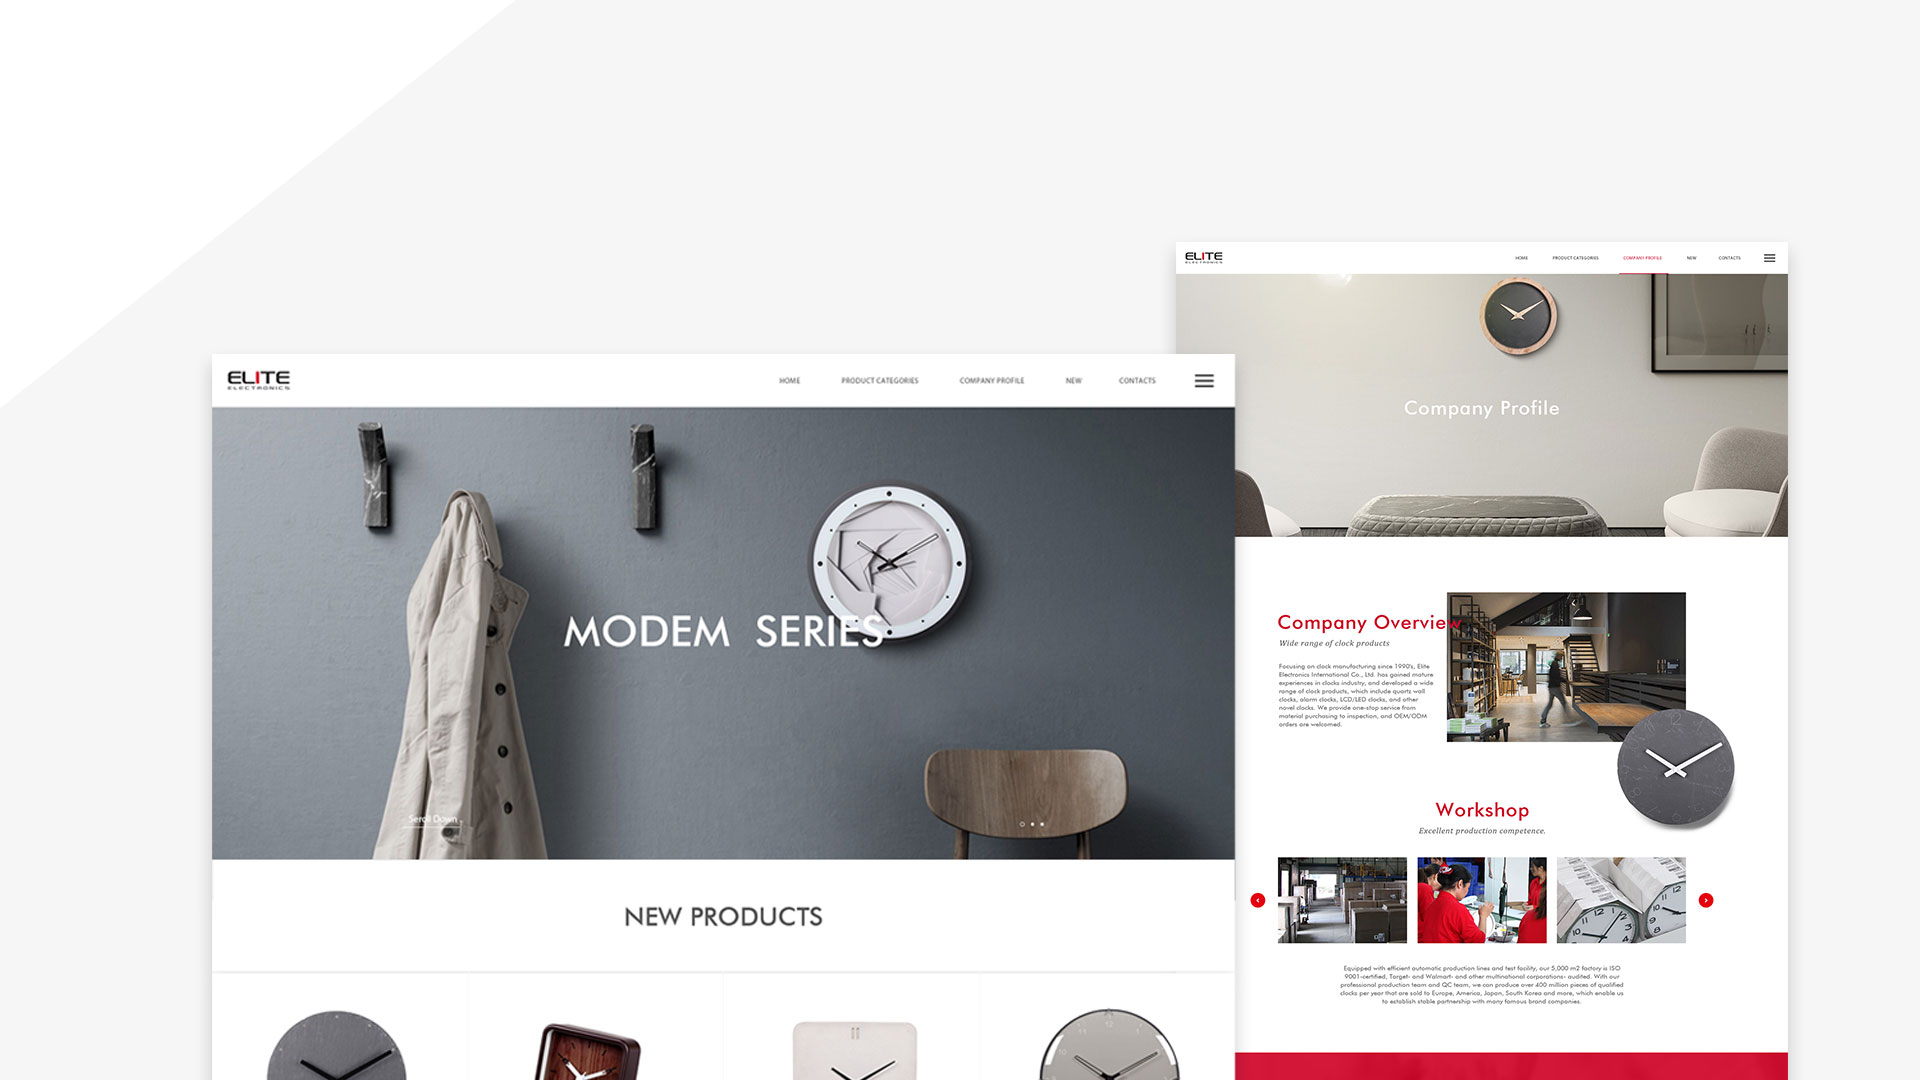 ELITE
ELECTRONICS
HOME PRODUCT CATEGORIES COMPANY PROFILE NEW CONTACTS
MODEM SERIES
Scroll Down
NEW PRODUCTS
ELITE
ELECTRONICS
HOME PRODUCT CATEGORIES COMPANY PROFILE NEW CONTACTS
Company Profile
Company Overview
Wide range of clock products
Focusing on clock manufacturing since 1990's, Elite
Electronics International Co., Ltd. has gained mature
experiences in clocks industry, and developed a wide
range of clock products, which include quartz wall
clocks, alarm clocks, LCD/LED clocks, and other
novel clocks. We provide one-stop service from
material purchasing to inspection, and OEM/ODM
orders are welcomed.
Workshop
Excellent production competence.
Equipped with efficient automatic production lines and test facility, our 5,000 m2 factory is ISO
9001-certified, Target- and Walmart- and other multinational corporations- audited. With our
professional production team and QC team, we can produce over 400 million pieces of qualified
clocks per year that are sold to Europe, America, Japan, South Korea and more, which enable us
to establish stable partnership with many famous brand companies.